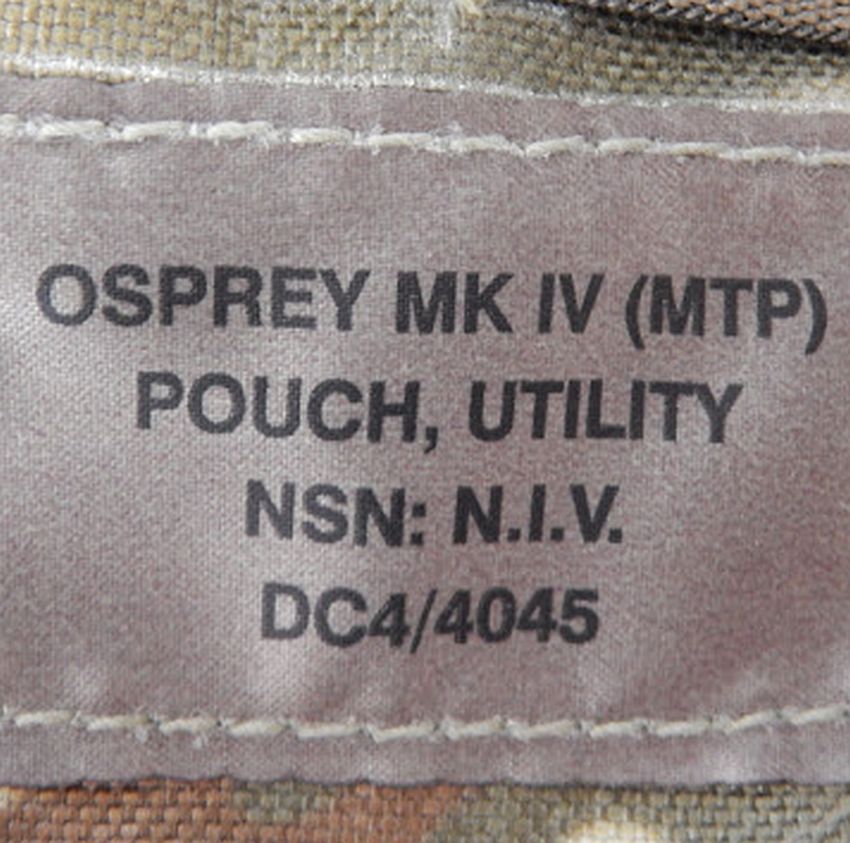 OSPREY MK IV (MTP)
POUCH, UTILITY
NSN: N.I.V.
DC4/4045